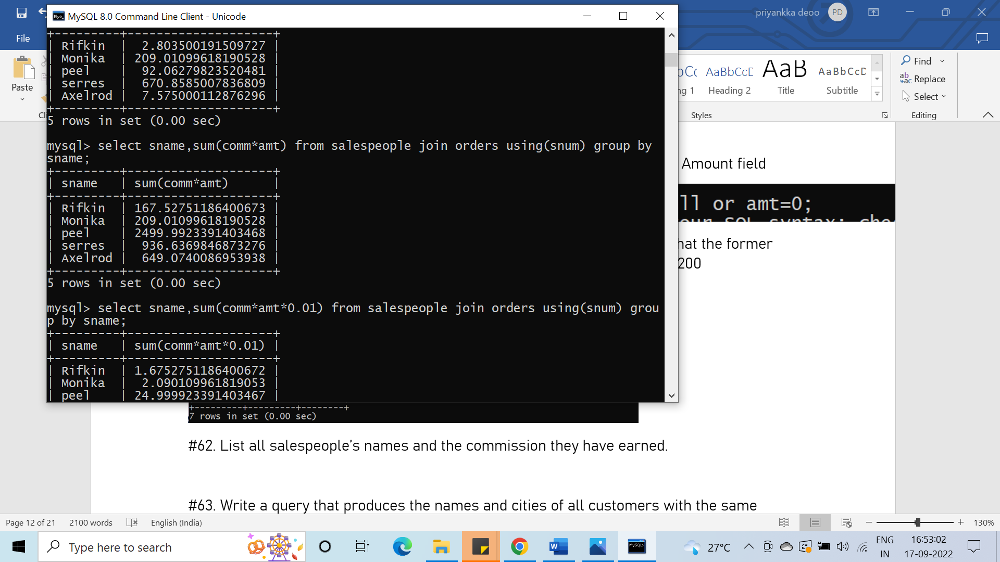 MySQL 8.0 Command Line Client - Unicode
priyankka deoo PD
File
+---------+--------------------+
| Rifkin  |  2.803500191509727 |
| Monika  | 209.01099618190528 |
| peel    |  92.06279823520481 |
| serres  |  670.8585007836809 |
| Axelrod |  7.575000112876296 |
+---------+--------------------+
5 rows in set (0.00 sec)
mysql> select sname,sum(comm*amt) from salespeople join orders using(snum) group by
sname;
+---------+--------------------+
| sname   | sum(comm*amt)      |
+---------+--------------------+
| Rifkin  | 167.52751186400673 |
| Monika  | 209.01099618190528 |
| peel    | 2499.9923391403468 |
| serres  |  936.6369846873276 |
| Axelrod |  649.0740086953938 |
+---------+--------------------+
5 rows in set (0.00 sec)
mysql> select sname,sum(comm*amt*0.01) from salespeople join orders using(snum) grou
p by sname;
+---------+--------------------+
| sname   | sum(comm*amt*0.01) |
+---------+--------------------+
| Rifkin  | 1.6752751186400672 |
| Monika  |  2.090109961819053 |
| peel    | 24.999923391403467 |
Paste
AaBbCcD AaB AaBbCcD
ng 1 Heading 2 Title Subtitle
Styles
Find
Replace
Select
Editing
Amount field
ll or amt=0;
our SQL syntax; che
hat the former
200
+---------+---------+--------+
7 rows in set (0.00 sec)
#62. List all salespeople's names and the commission they have earned.
#63. Write a query that produces the names and cities of all customers with the same
Page 12 of 21 2100 words English (India) 130%
Type here to search
27°C ENG 16:53:02
IN 17-09-2022